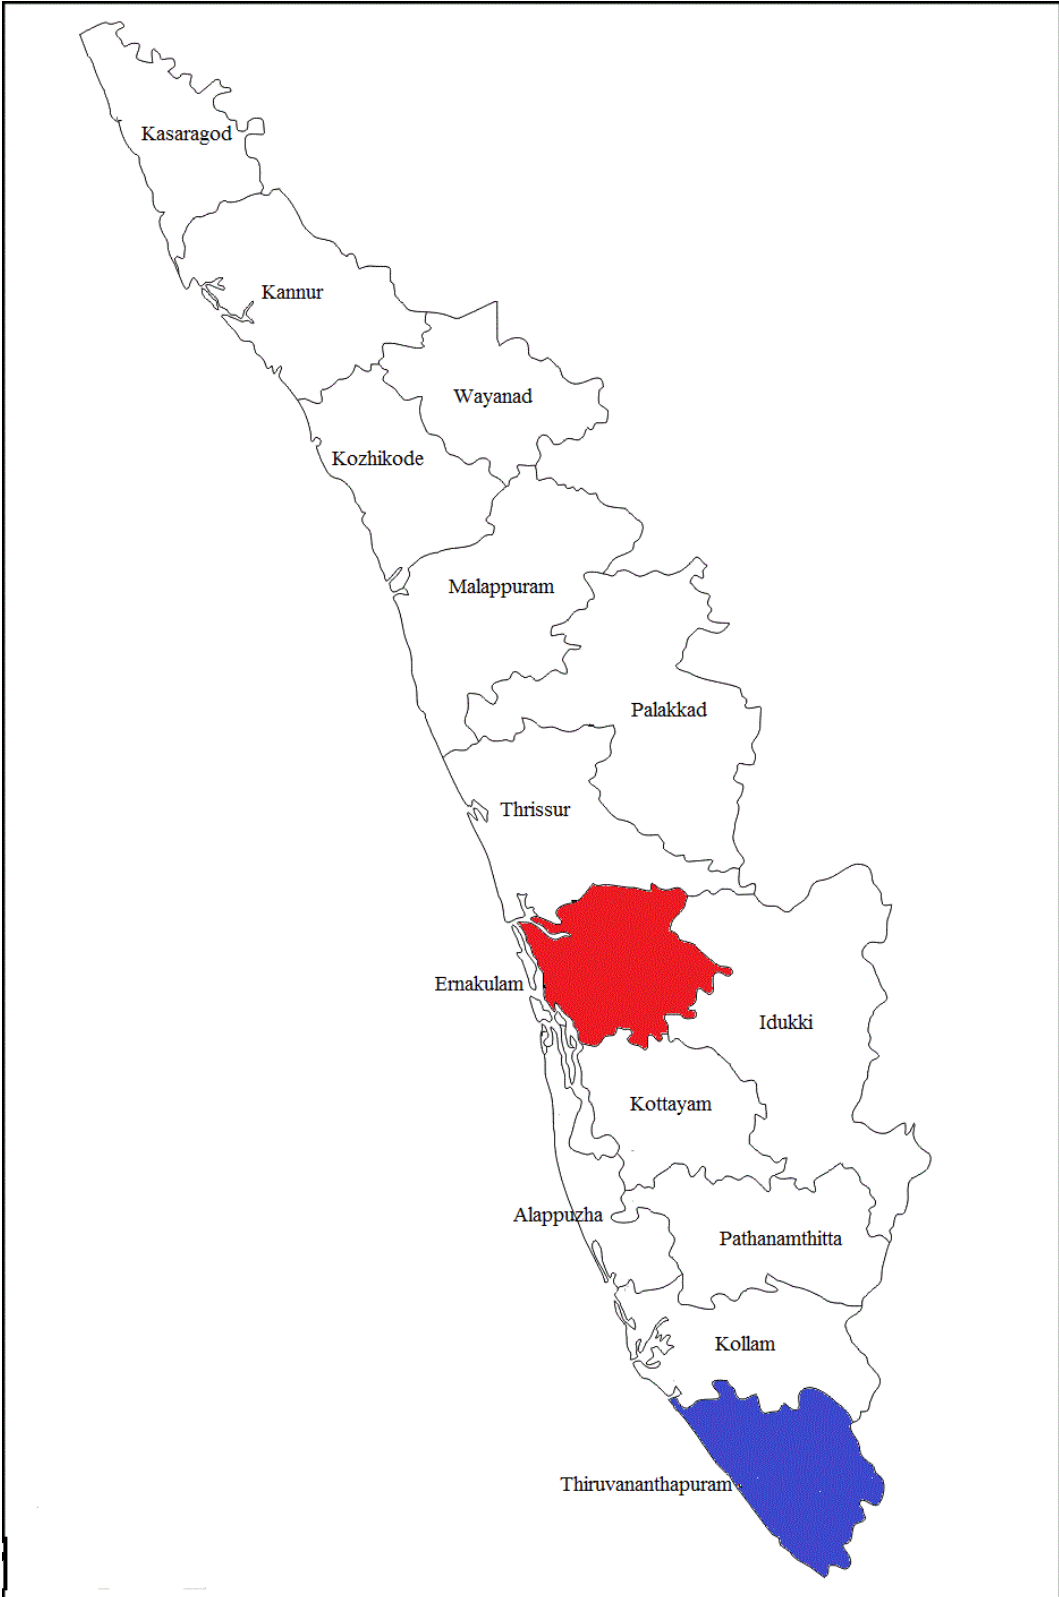 Kasaragod
Kannur
Wayanad
Kozhikode
Malappuram
Palakkad
Thrissur
Ernakulam
Idukki
Kottayam
Alappuzha
Pathanamthitta
Kollam
Thiruvananthapuram